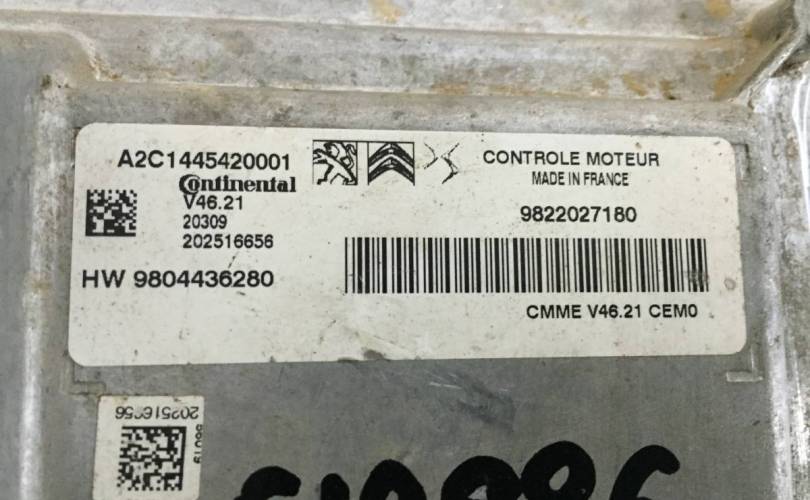 A2C1445420001
Continental
V46.21
20309
202516656
HW 9804436280
CONTROLE MOTEUR
MADE IN FRANCE
9822027180
CMME V46.21 CEM0
202516656